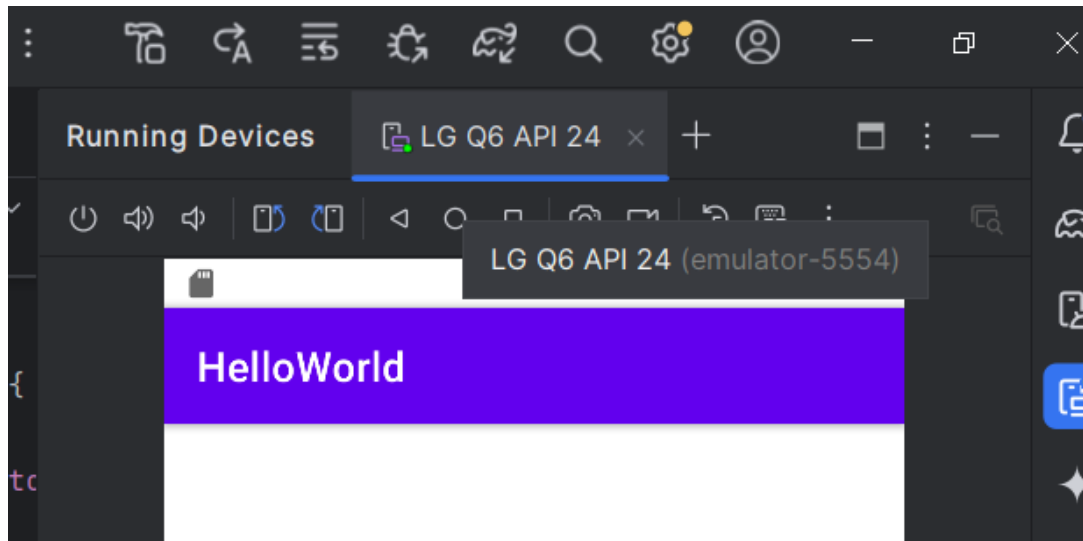 Running Devices LG Q6 API 24
LG Q6 API 24 (emulator-5554)
HelloWorld
{